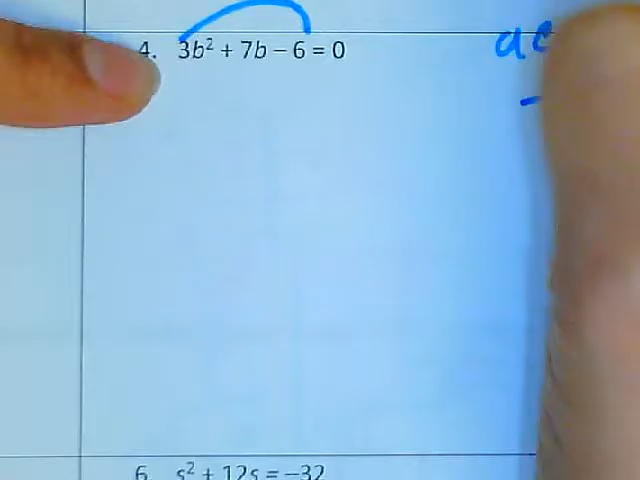 4. 3b² + 7b − 6 = 0
ac
6. s² + 12s = −32